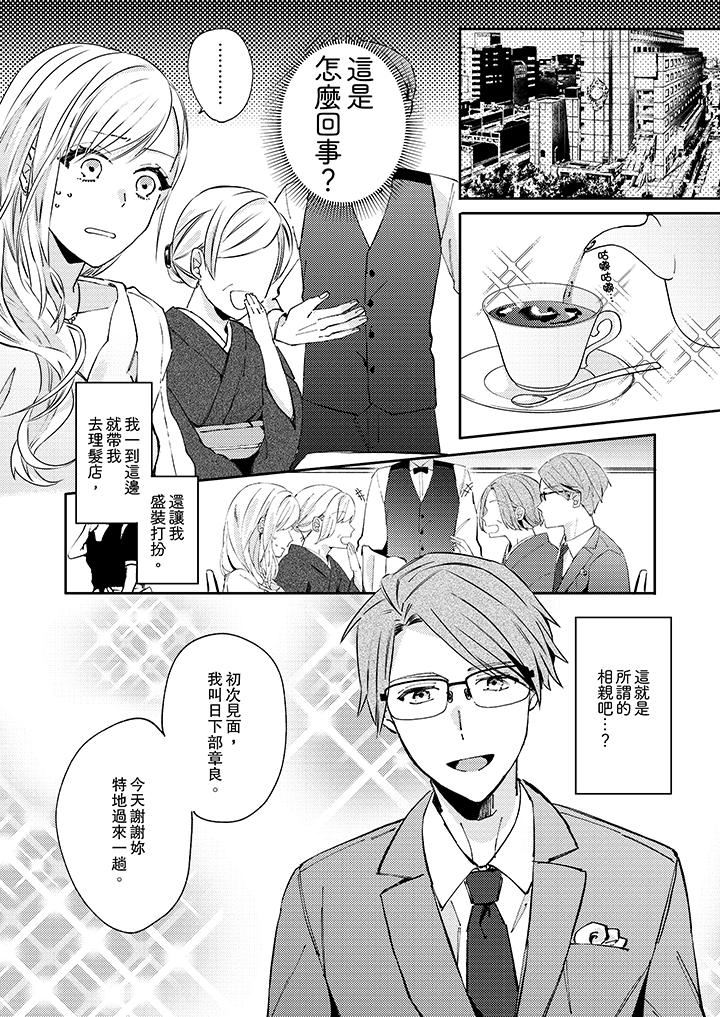 咕嘟咕嘟…
這是
怎麼回事？
………
我一到這邊
就帶我
去理髮店，
還讓我
盛裝打扮。
這就是
所謂的
相親吧…？
初次見面，
我叫日下部章良。
今天謝謝妳
特地過來一趟。